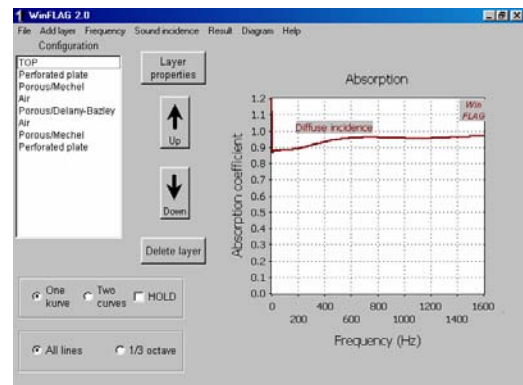 WinFLAG 2.0
File Add layer Frequency Sound incidence Result Diagram Help
Configuration
TOP
Perforated plate
Porous/Mechel
Air
Porous/Delany-Bazley
Air
Porous/Mechel
Perforated plate
Layer
properties
Up
Down
Delete layer
One
kurve
Two
curves
HOLD
All lines
1/3 octave
Absorption
Win
FLAG
Diffuse incidence
Absorption coefficient
1.2
1.1
1.0
0.9
0.8
0.7
0.6
0.5
0.4
0.3
0.2
0.1
0.0
0 400 800 1200 1600
200 600 1000 1400
Frequency (Hz)